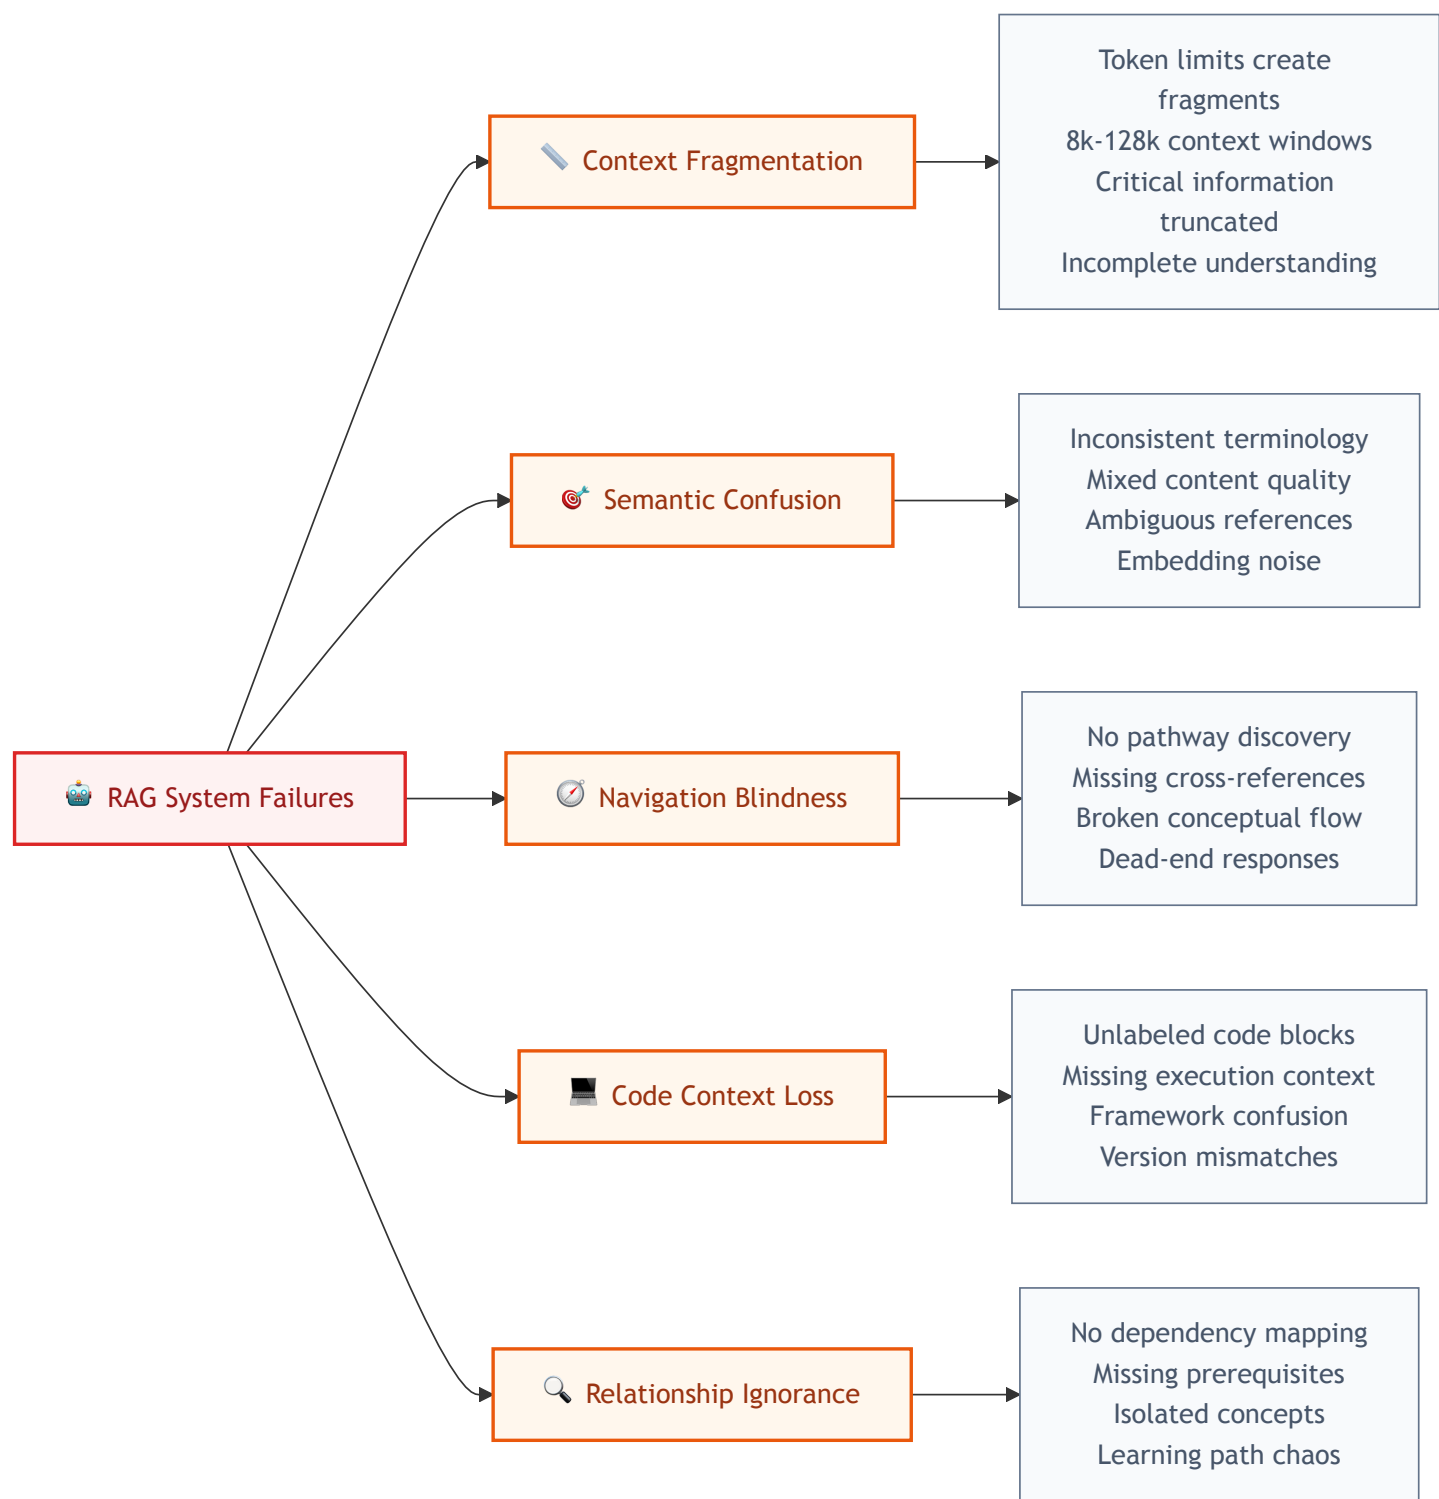 Token limits create
fragments
8k-128k context windows
Critical information
truncated
Incomplete understanding
Context Fragmentation
Inconsistent terminology
Mixed content quality
Ambiguous references
Embedding noise
Semantic Confusion
No pathway discovery
Missing cross-references
Broken conceptual flow
Dead-end responses
RAG System Failures
Navigation Blindness
Unlabeled code blocks
Missing execution context
Framework confusion
Version mismatches
Code Context Loss
No dependency mapping
Missing prerequisites
Isolated concepts
Learning path chaos
Relationship Ignorance